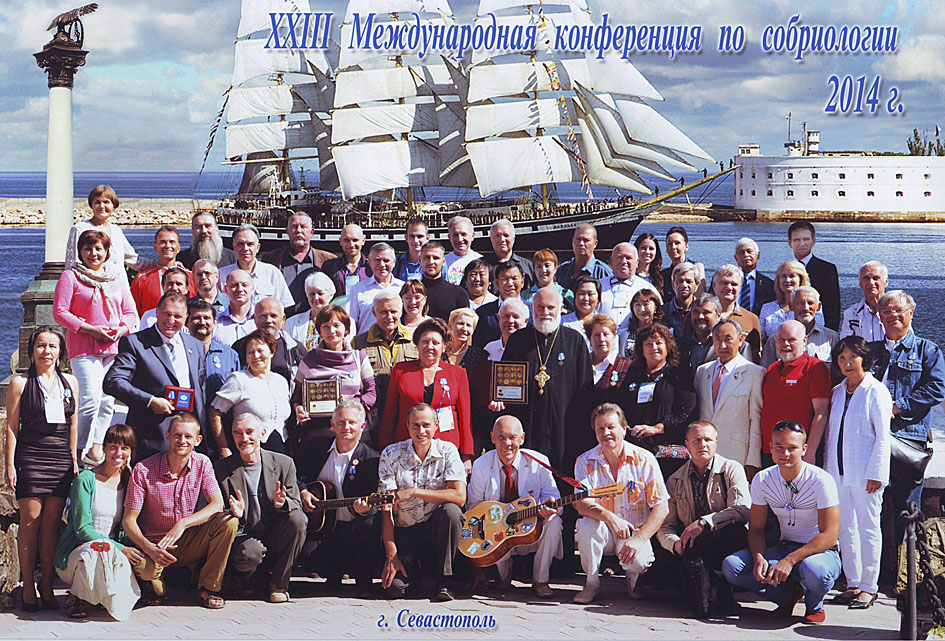 XXIII Международная конференция по собриологии
2014 г.
г. Севастополь